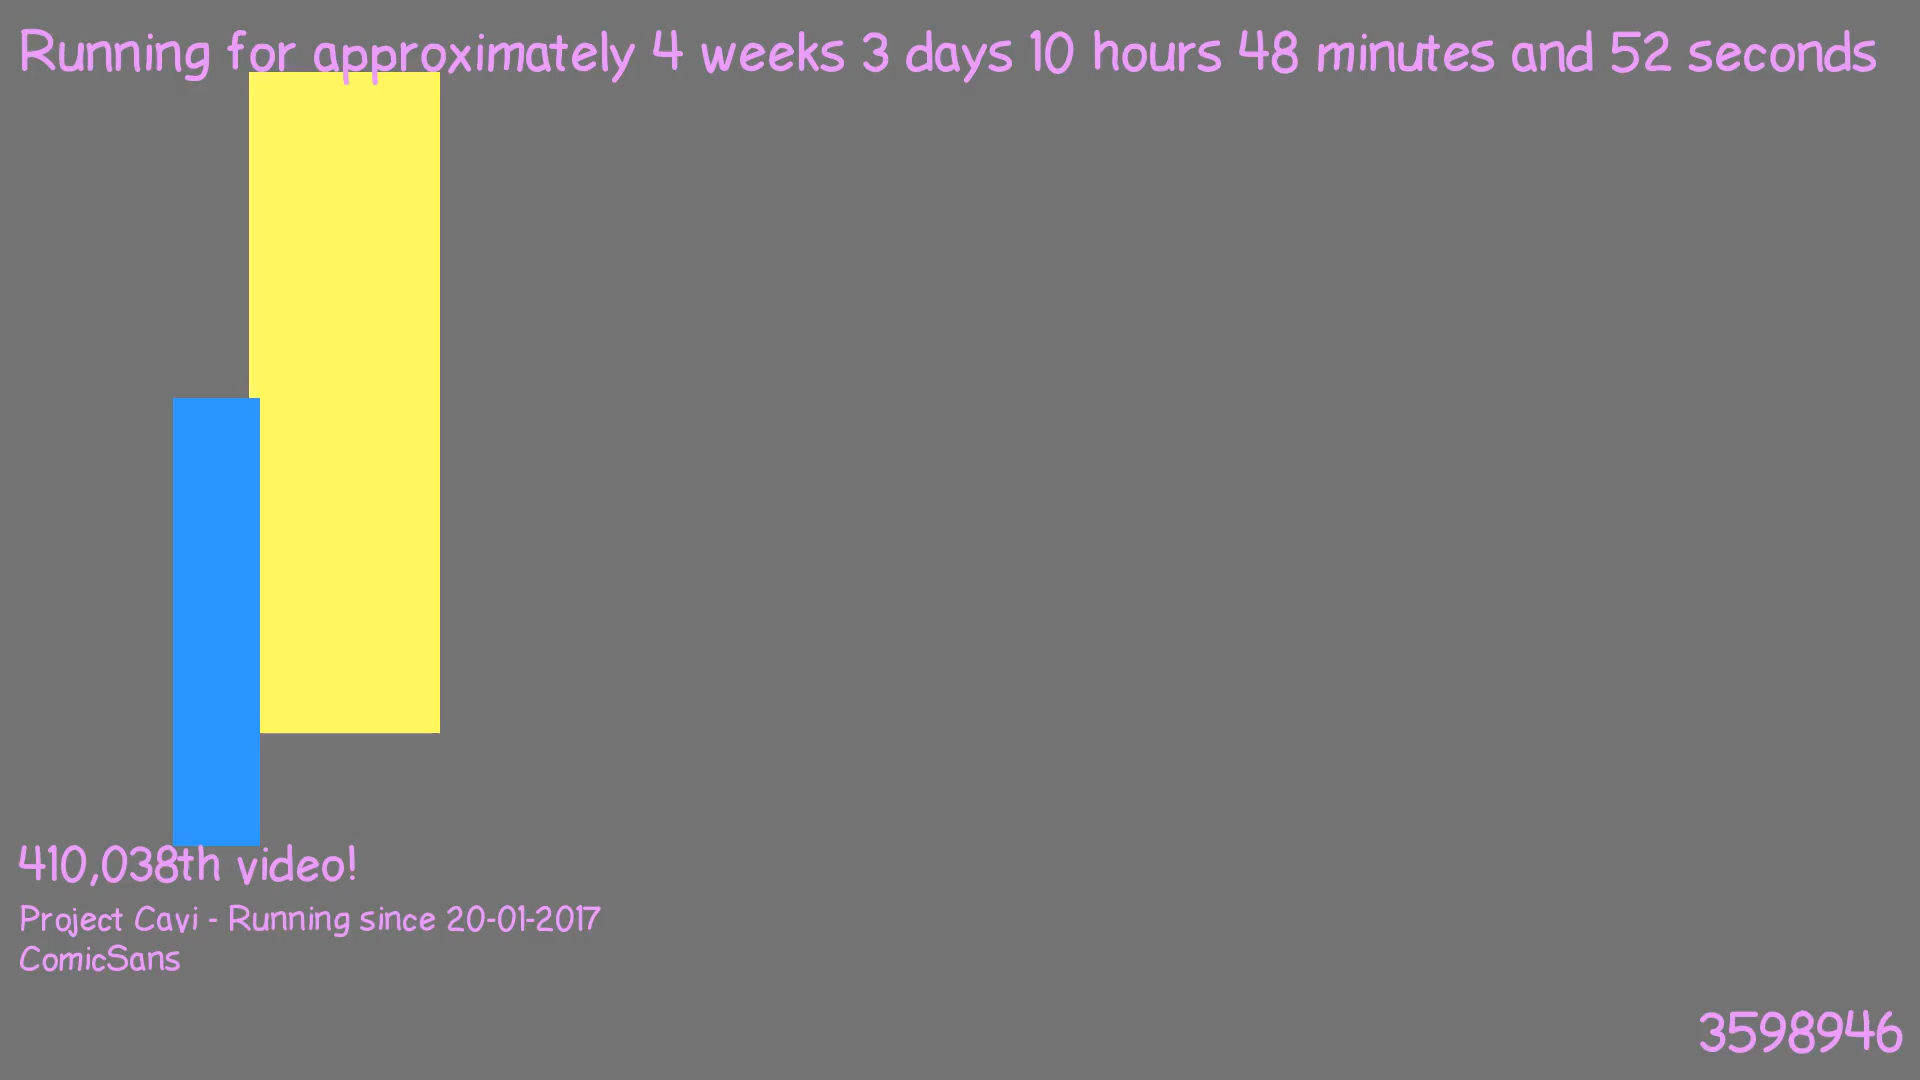 Running for approximately 4 weeks 3 days 10 hours 48 minutes and 52 seconds
410,038th video!
Project Cavi - Running since 20-01-2017
ComicSans
3598946